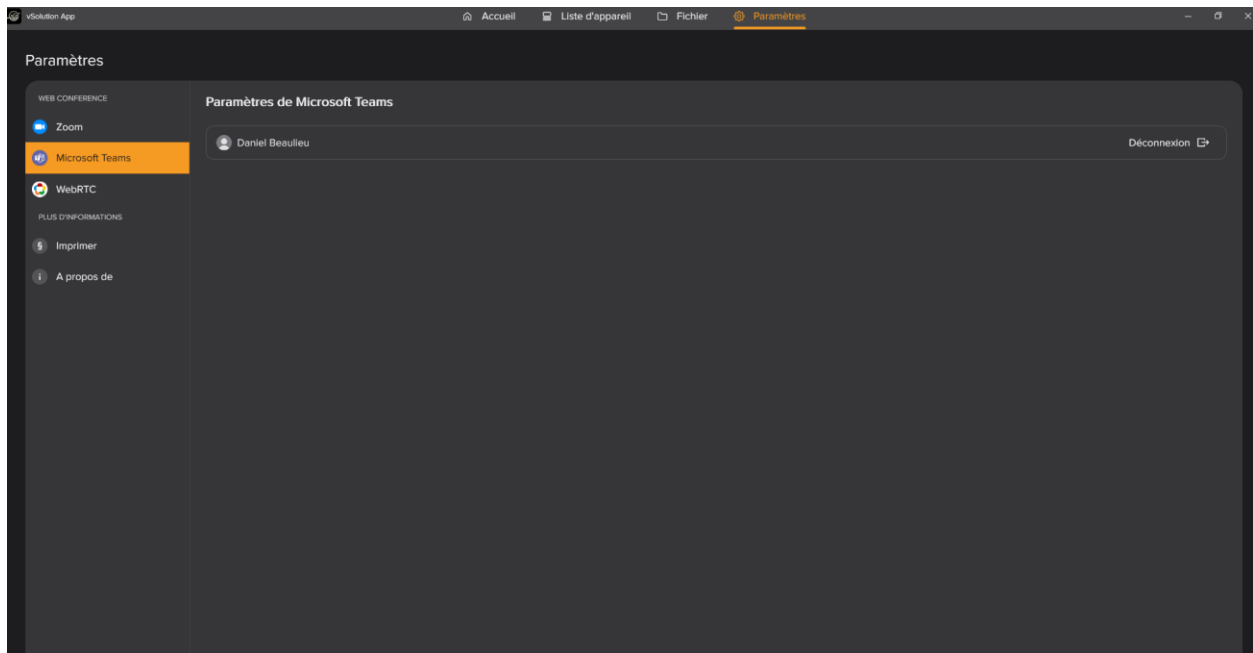 vSolution App
Accueil
Liste d'appareil
Fichier
Paramètres
Paramètres
WEB CONFERENCE
Zoom
Microsoft Teams
WebRTC
PLUS D'INFORMATIONS
Imprimer
A propos de
Paramètres de Microsoft Teams
Daniel Beaulieu
Déconnexion